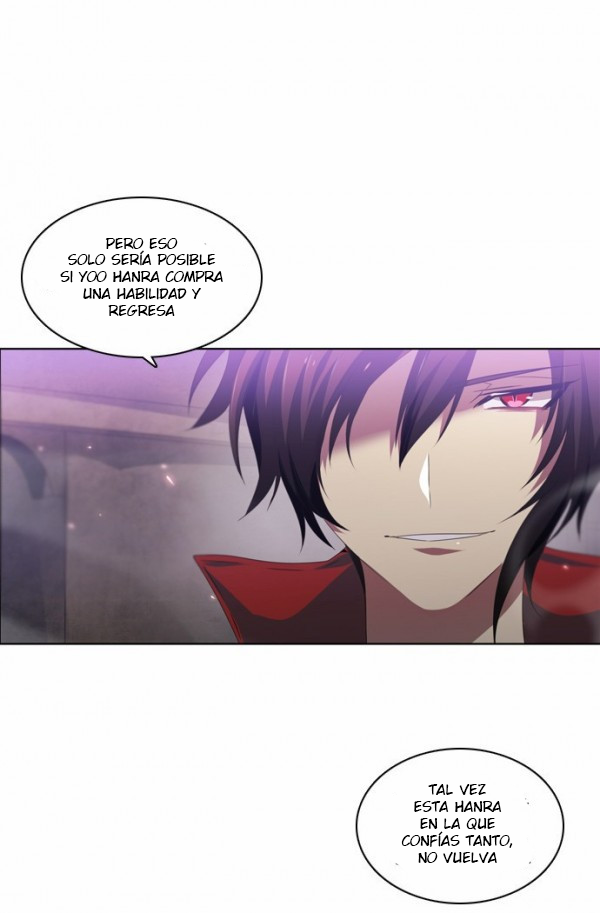 PERO ESO
SOLO SERÍA POSIBLE
SI YOO HANRA COMPRA
UNA HABILIDAD Y
REGRESA
TAL VEZ
ESTA HANRA
EN LA QUE
CONFÍAS TANTO,
NO VUELVA